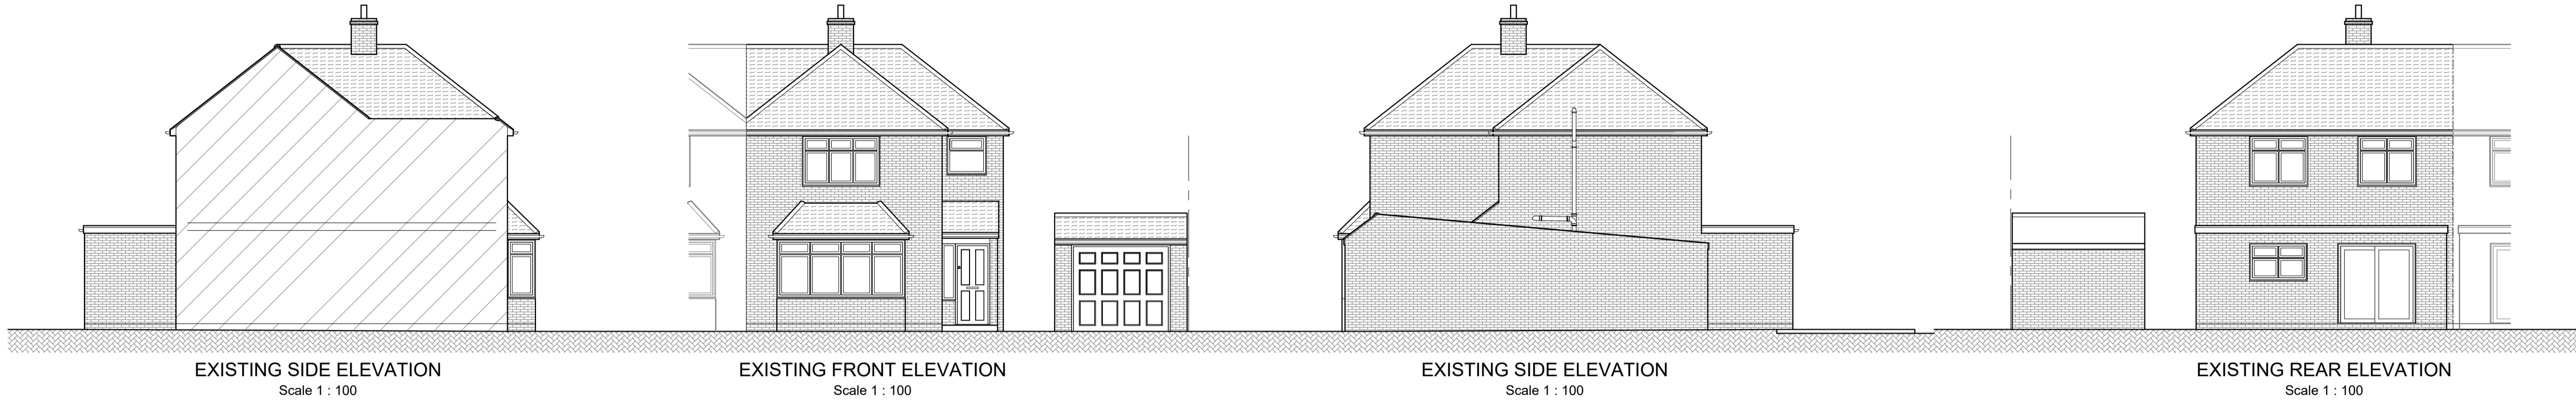 EXISTING SIDE ELEVATION
Scale 1 : 100
EXISTING FRONT ELEVATION
Scale 1 : 100
EXISTING SIDE ELEVATION
Scale 1 : 100
EXISTING REAR ELEVATION
Scale 1 : 100